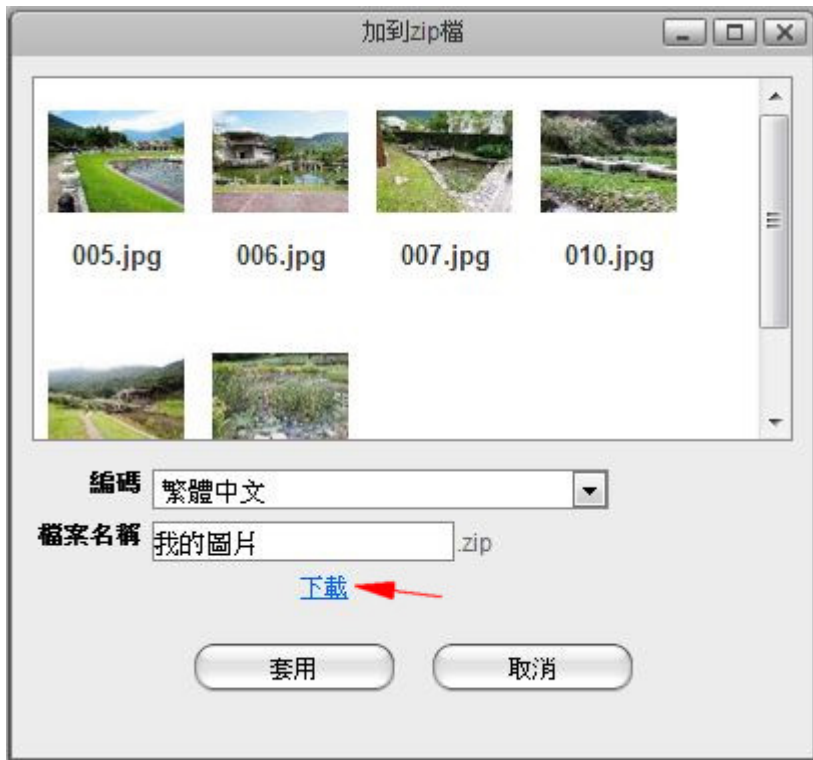 加到zip檔
005.jpg 006.jpg 007.jpg 010.jpg
編碼 繁體中文
檔案名稱 我的圖片 .zip
下載
套用 取消